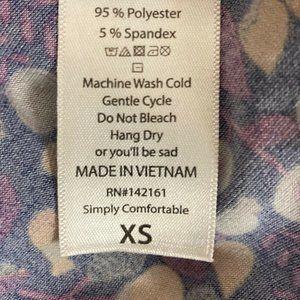 95 % Polyester
5 % Spandex
Machine Wash Cold
Gentle Cycle
Do Not Bleach
Hang Dry
or you'll be sad
MADE IN VIETNAM
RN#142161
Simply Comfortable
XS